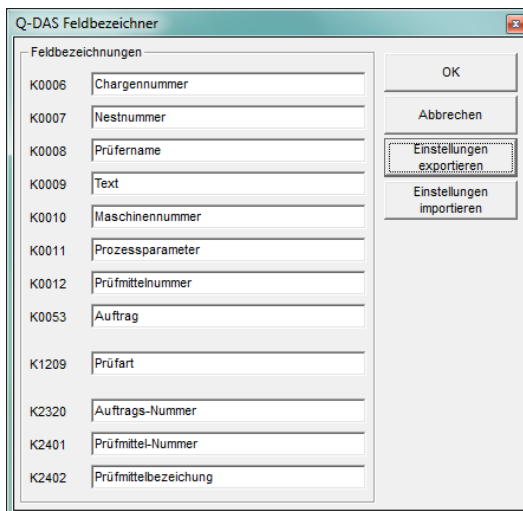 Q-DAS Feldbezeichner
Feldbezeichnungen
K0006 Chargennummer
K0007 Nestnummer
K0008 Prüfername
K0009 Text
K0010 Maschinennummer
K0011 Prozessparameter
K0012 Prüfmittelnummer
K0053 Auftrag
K1209 Prüfart
K2320 Auftrags-Nummer
K2401 Prüfmittel-Nummer
K2402 Prüfmittelbezeichung
OK
Abbrechen
Einstellungen
exportieren
Einstellungen
importieren